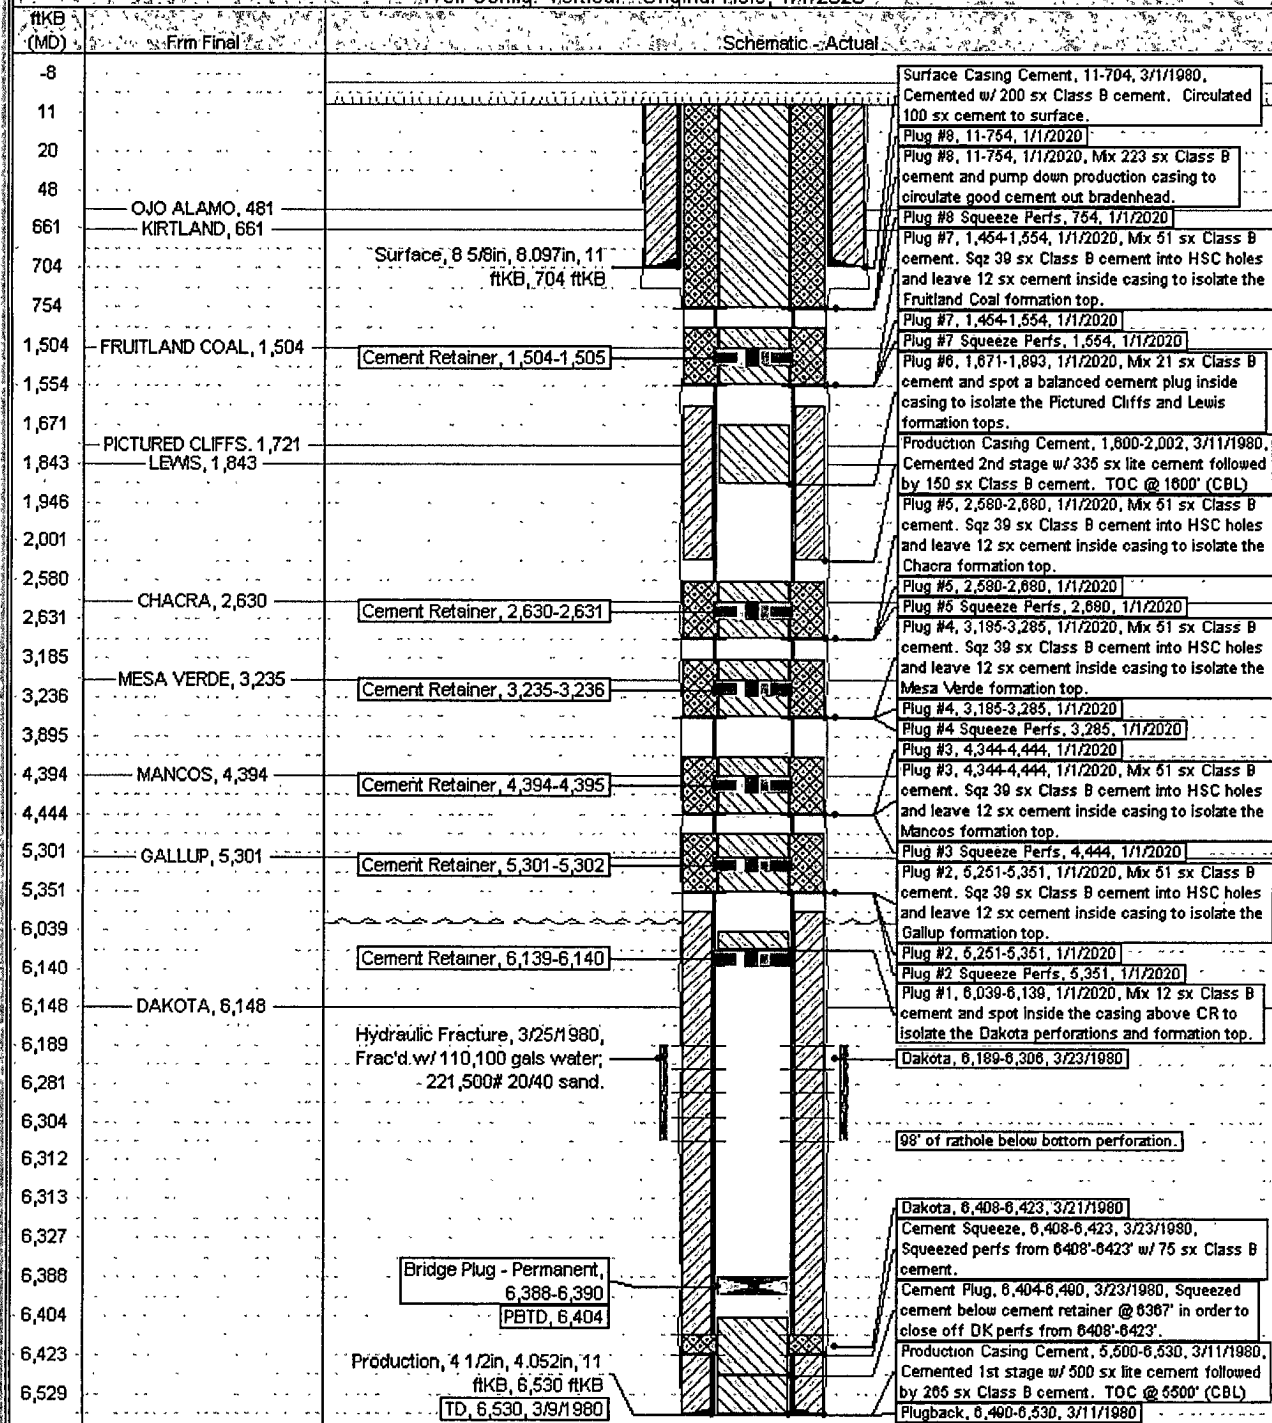 ftKB
(MD)
Frm Final
Schematic - Actual
-8
11
20
48
661
704
754
1,504
1,554
1,671
1,843
1,946
2,001
2,580
2,631
3,185
3,236
3,895
4,394
4,444
5,301
5,351
6,039
6,140
6,148
6,189
6,281
6,304
6,312
6,313
6,327
6,388
6,404
6,423
6,529
OJO ALAMO, 481
KIRTLAND, 661
FRUITLAND COAL, 1,504
PICTURED CLIFFS, 1,721
LEWIS, 1,843
CHACRA, 2,630
MESA VERDE, 3,235
MANCOS, 4,394
GALLUP, 5,301
DAKOTA, 6,148
Surface, 8 5/8in, 8.097in, 11
ftKB, 704 ftKB
Cement Retainer, 1,504-1,505
Cement Retainer, 2,630-2,631
Cement Retainer, 3,235-3,236
Cement Retainer, 4,394-4,395
Cement Retainer, 5,301-5,302
Cement Retainer, 6,139-6,140
Hydraulic Fracture, 3/25/1980,
Frac'd w/ 110,100 gals water;
221,500# 20/40 sand.
Bridge Plug - Permanent,
6,388-6,390
PBTD, 6,404
Production, 4 1/2in, 4.052in, 11
ftKB, 6,530 ftKB
TD, 6,530, 3/9/1980
Surface Casing Cement, 11-704, 3/1/1980,
Cemented w/ 200 sx Class B cement. Circulated
100 sx cement to surface.
Plug #8, 11-754, 1/1/2020
Plug #8, 11-754, 1/1/2020, Mix 223 sx Class B
cement and pump down production casing to
circulate good cement out bradenhead.
Plug #8 Squeeze Perfs, 754, 1/1/2020
Plug #7, 1,454-1,554, 1/1/2020, Mix 51 sx Class B
cement. Sqz 39 sx Class B cement into HSC holes
and leave 12 sx cement inside casing to isolate the
Fruitland Coal formation top.
Plug #7, 1,454-1,554, 1/1/2020
Plug #7 Squeeze Perfs, 1,554, 1/1/2020
Plug #6, 1,671-1,893, 1/1/2020, Mix 21 sx Class B
cement and spot a balanced cement plug inside
casing to isolate the Pictured Cliffs and Lewis
formation tops.
Production Casing Cement, 1,600-2,002, 3/11/1980,
Cemented 2nd stage w/ 335 sx lite cement followed
by 150 sx Class B cement. TOC @ 1600' (CBL)
Plug #5, 2,580-2,680, 1/1/2020, Mix 51 sx Class B
cement. Sqz 39 sx Class B cement into HSC holes
and leave 12 sx cement inside casing to isolate the
Chacra formation top.
Plug #5, 2,580-2,680, 1/1/2020
Plug #5 Squeeze Perfs, 2,680, 1/1/2020
Plug #4, 3,185-3,285, 1/1/2020, Mix 51 sx Class B
cement. Sqz 39 sx Class B cement into HSC holes
and leave 12 sx cement inside casing to isolate the
Mesa Verde formation top.
Plug #4, 3,185-3,285, 1/1/2020
Plug #4 Squeeze Perfs, 3,285, 1/1/2020
Plug #3, 4,344-4,444, 1/1/2020
Plug #3, 4,344-4,444, 1/1/2020, Mix 51 sx Class B
cement. Sqz 39 sx Class B cement into HSC holes
and leave 12 sx cement inside casing to isolate the
Mancos formation top.
Plug #3 Squeeze Perfs, 4,444, 1/1/2020
Plug #2, 5,251-5,351, 1/1/2020, Mix 51 sx Class B
cement. Sqz 39 sx Class B cement into HSC holes
and leave 12 sx cement inside casing to isolate the
Gallup formation top.
Plug #2, 5,251-5,351, 1/1/2020
Plug #2 Squeeze Perfs, 5,351, 1/1/2020
Plug #1, 6,039-6,139, 1/1/2020, Mix 12 sx Class B
cement and spot inside the casing above CR to
isolate the Dakota perforations and formation top.
Dakota, 6,189-6,306, 3/23/1980
98' of rathole below bottom perforation.
Dakota, 6,408-6,423, 3/21/1980
Cement Squeeze, 6,408-6,423, 3/23/1980,
Squeezed perfs from 6408'-6423' w/ 75 sx Class B
cement.
Cement Plug, 6,404-6,490, 3/23/1980, Squeezed
cement below cement retainer @ 6367' in order to
close off DK perfs from 6408'-6423'.
Production Casing Cement, 5,500-6,530, 3/11/1980,
Cemented 1st stage w/ 500 sx lite cement followed
by 265 sx Class B cement. TOC @ 5500' (CBL)
Plugback, 6,490-6,530, 3/11/1980